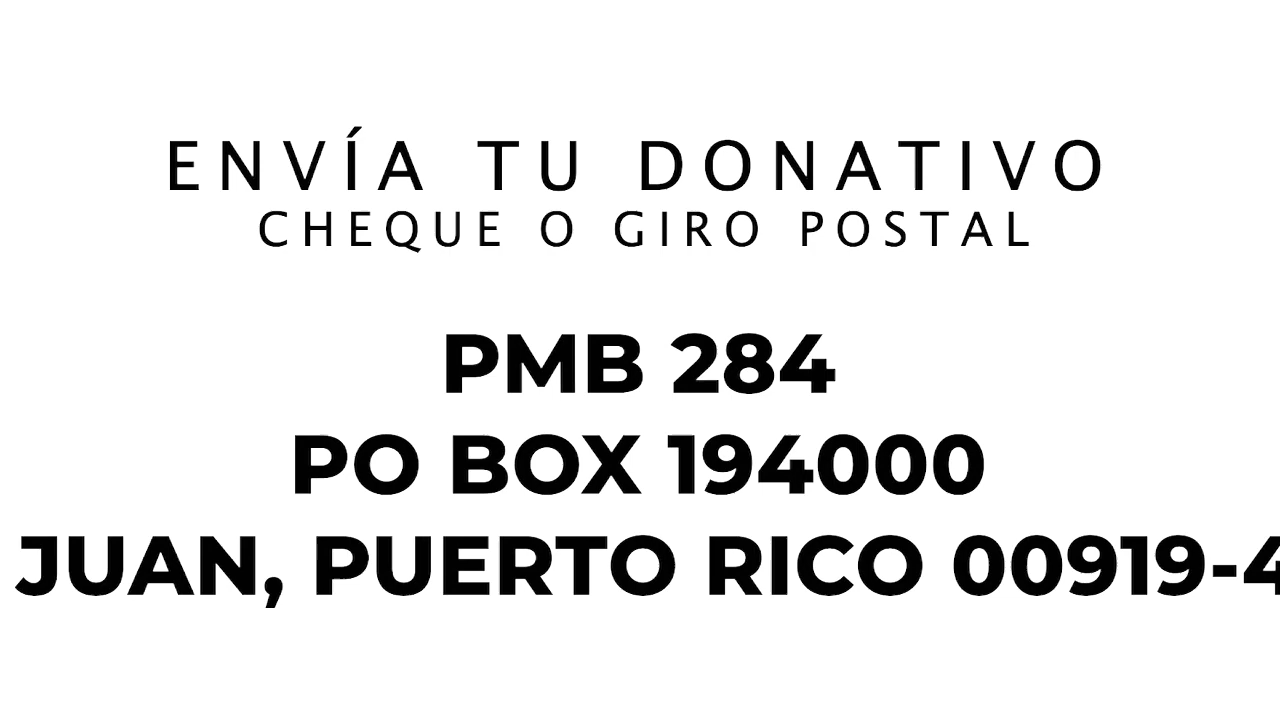 ENVÍA TU DONATIVO
CHEQUE O GIRO POSTAL
PMB 284
PO BOX 194000
JUAN, PUERTO RICO 00919-4